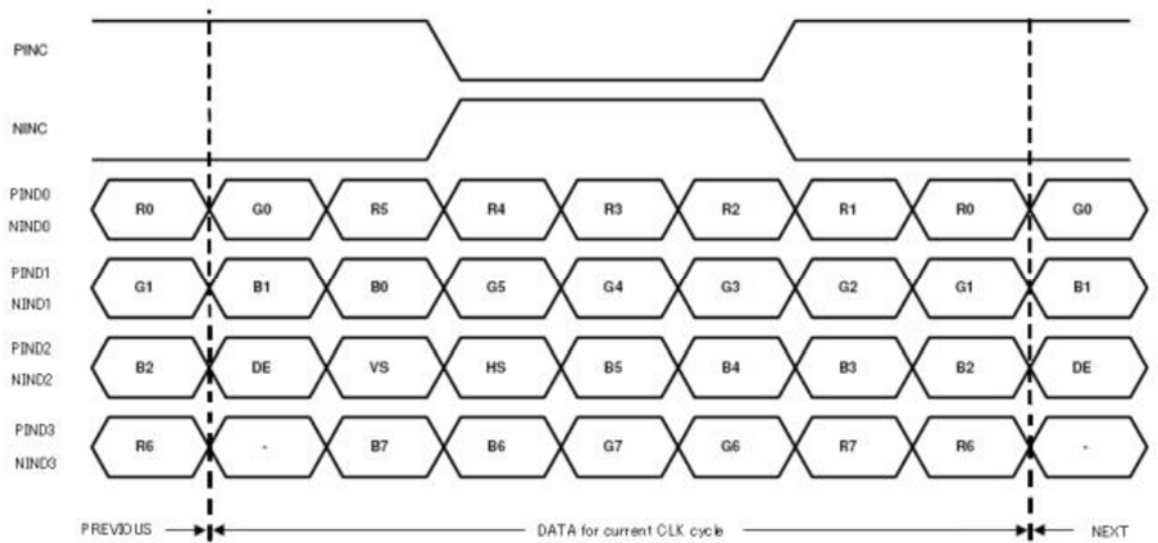 PINC
NINC
PIND0
NIND0
R0 G0 R5 R4 R3 R2 R1 R0 G0
PIND1
NIND1
G1 B1 B0 G5 G4 G3 G2 G1 B1
PIND2
NIND2
B2 DE VS HS B5 B4 B3 B2 DE
PIND3
NIND3
R6 - B7 B6 G7 G6 R7 R6 -
PREVIOUS DATA for current CLK cycle NEXT